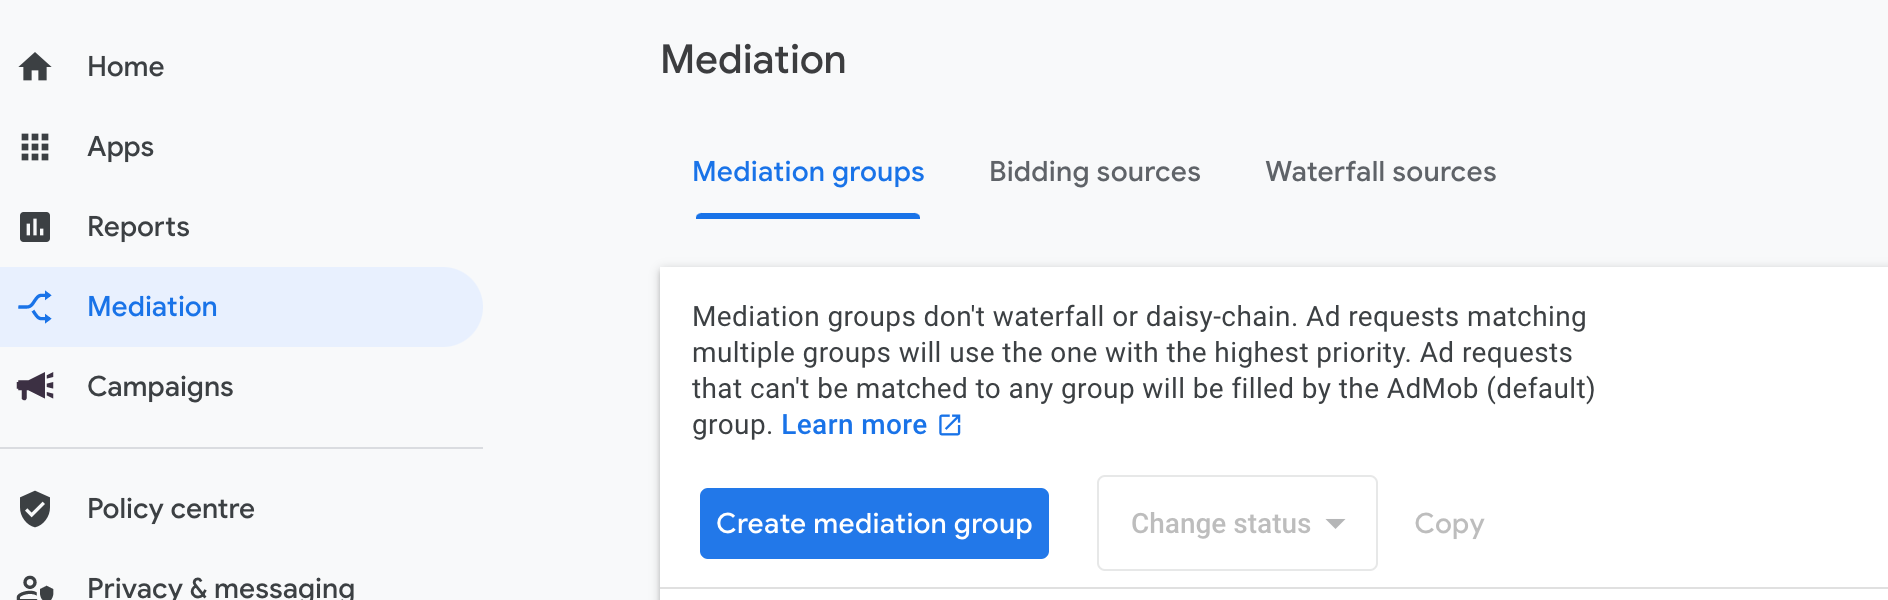 Home
Apps
Reports
Mediation
Campaigns
Policy centre
Privacy & messaging
Mediation
Mediation groups
Bidding sources
Waterfall sources
Mediation groups don't waterfall or daisy-chain. Ad requests matching
multiple groups will use the one with the highest priority. Ad requests
that can't be matched to any group will be filled by the AdMob (default)
group. Learn more
Create mediation group
Change status
Copy